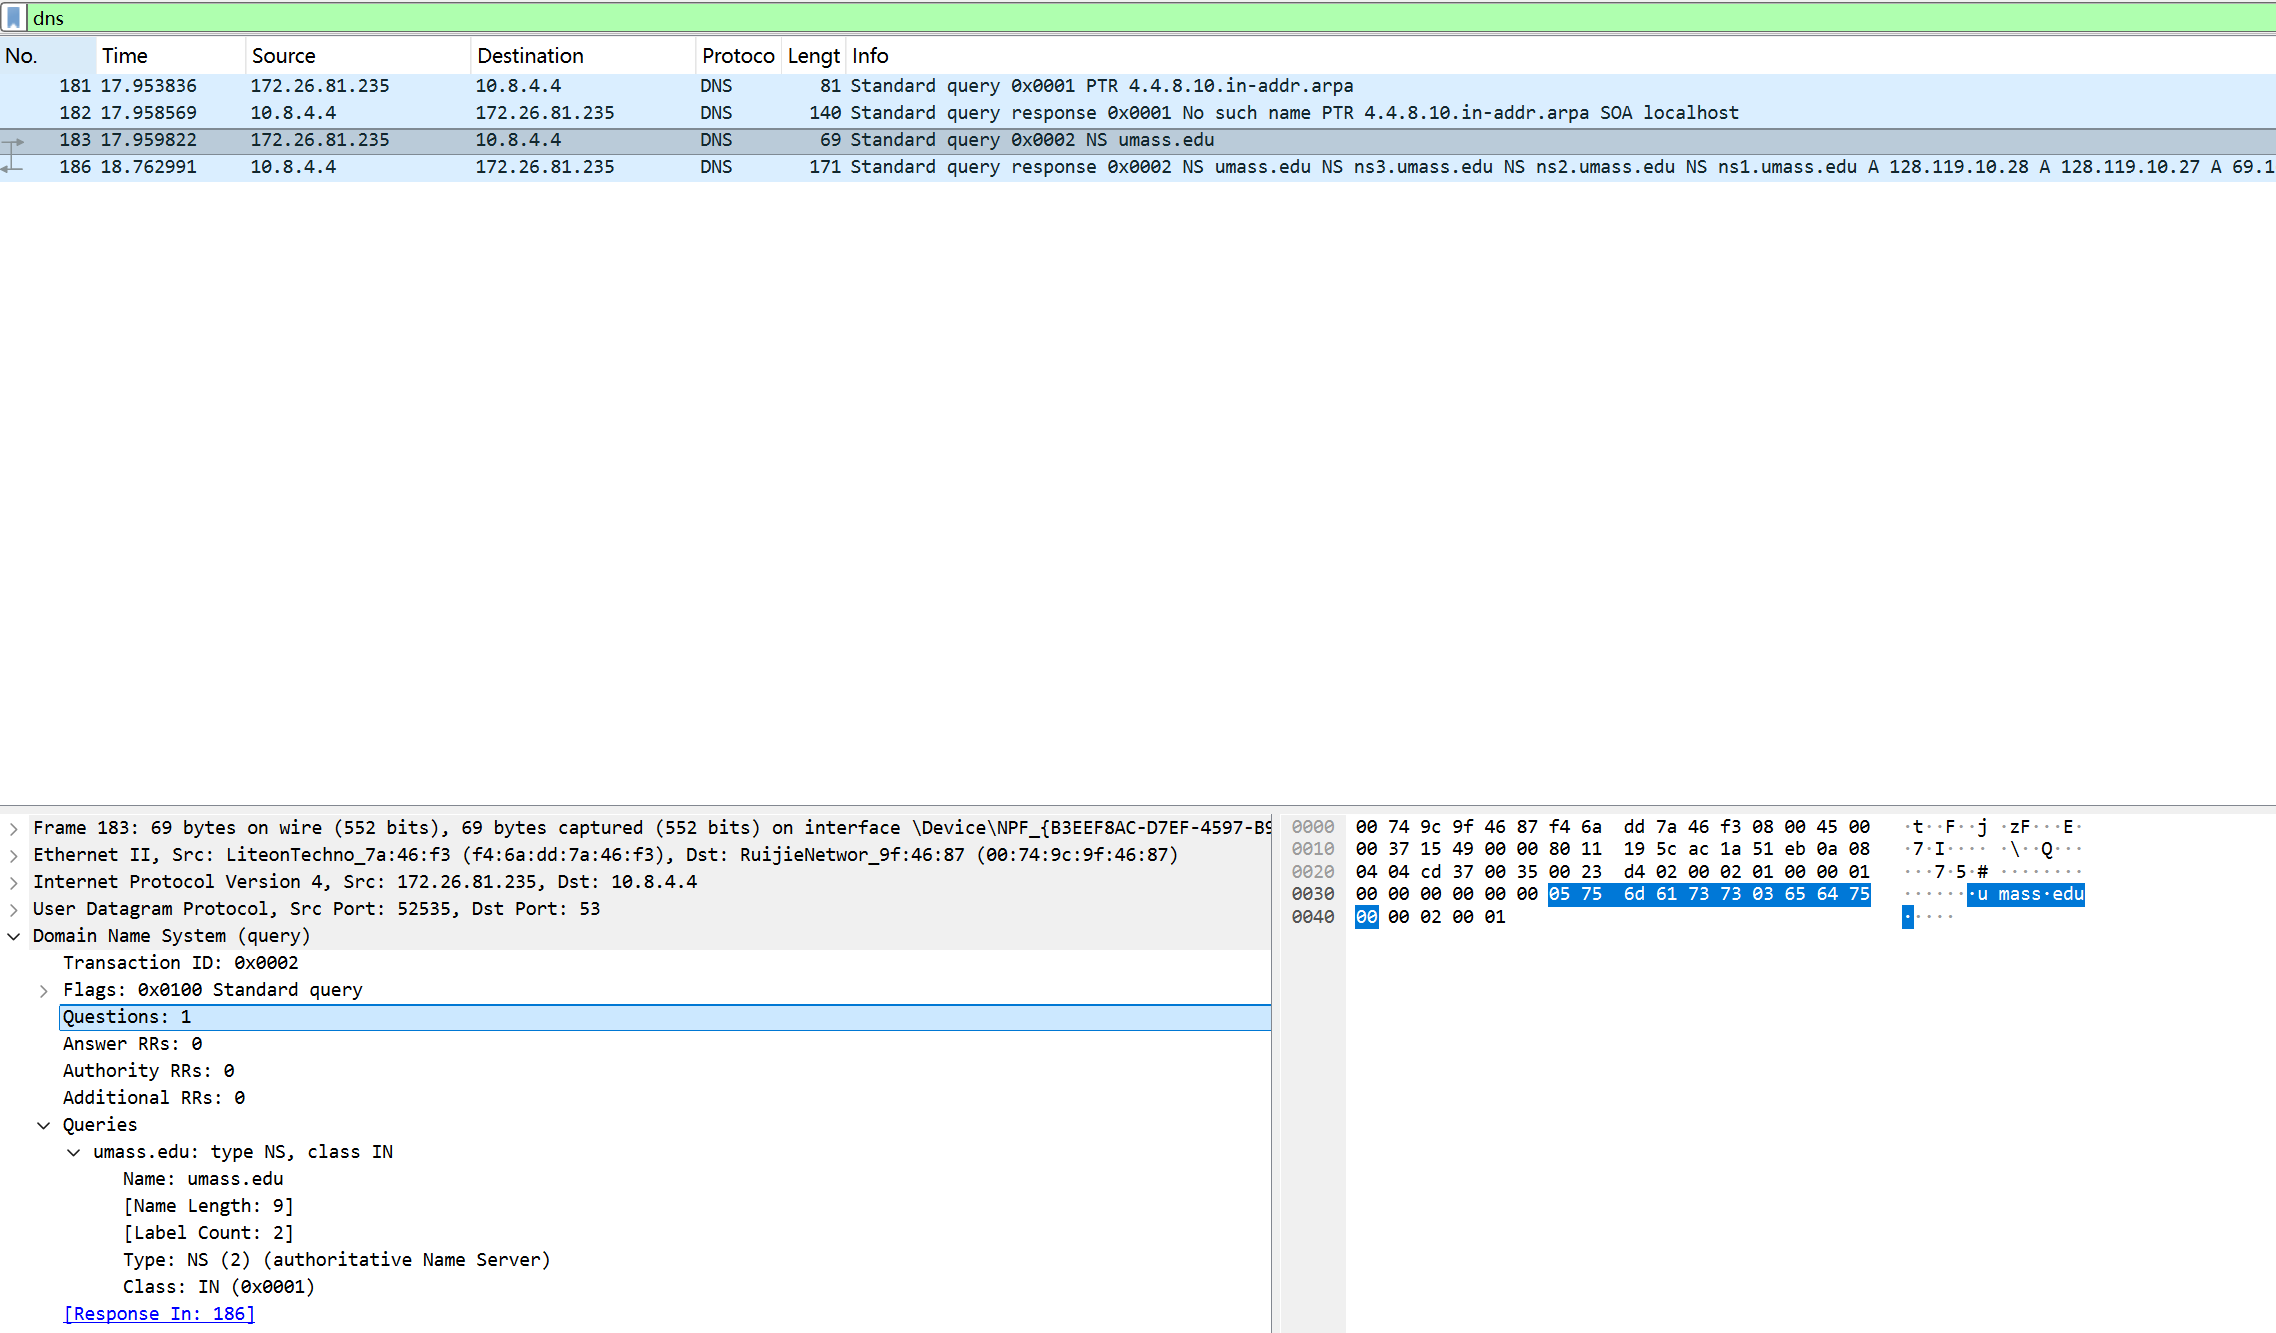 dns
No. Time Source Destination Protoco Lengt Info
181 17.953836 172.26.81.235 10.8.4.4 DNS 81 Standard query 0x0001 PTR 4.4.8.10.in-addr.arpa
182 17.958569 10.8.4.4 172.26.81.235 DNS 140 Standard query response 0x0001 No such name PTR 4.4.8.10.in-addr.arpa SOA localhost
183 17.959822 172.26.81.235 10.8.4.4 DNS 69 Standard query 0x0002 NS umass.edu
186 18.762991 10.8.4.4 172.26.81.235 DNS 171 Standard query response 0x0002 NS umass.edu NS ns3.umass.edu NS ns2.umass.edu NS ns1.umass.edu A 128.119.10.28 A 128.119.10.27 A 69.1
Frame 183: 69 bytes on wire (552 bits), 69 bytes captured (552 bits) on interface \Device\NPF_{B3EEF8AC-D7EF-4597-B9
Ethernet II, Src: LiteonTechno_7a:46:f3 (f4:6a:dd:7a:46:f3), Dst: RuijieNetwor_9f:46:87 (00:74:9c:9f:46:87)
Internet Protocol Version 4, Src: 172.26.81.235, Dst: 10.8.4.4
User Datagram Protocol, Src Port: 52535, Dst Port: 53
Domain Name System (query)
Transaction ID: 0x0002
Flags: 0x0100 Standard query
Questions: 1
Answer RRs: 0
Authority RRs: 0
Additional RRs: 0
Queries
umass.edu: type NS, class IN
Name: umass.edu
[Name Length: 9]
[Label Count: 2]
Type: NS (2) (authoritative Name Server)
Class: IN (0x0001)
[Response In: 186]
0000 00 74 9c 9f 46 87 f4 6a dd 7a 46 f3 08 00 45 00 ·t··F··j ·zF···E·
0010 00 37 15 49 00 00 80 11 19 5c ac 1a 51 eb 0a 08 ·7·I···· ·\··Q···
0020 04 04 cd 37 00 35 00 23 d4 02 00 02 01 00 00 01 ···7·5·# ········
0030 00 00 00 00 00 00 05 75 6d 61 73 73 03 65 64 75 ·······u mass·edu
0040 00 00 02 00 01 ·····